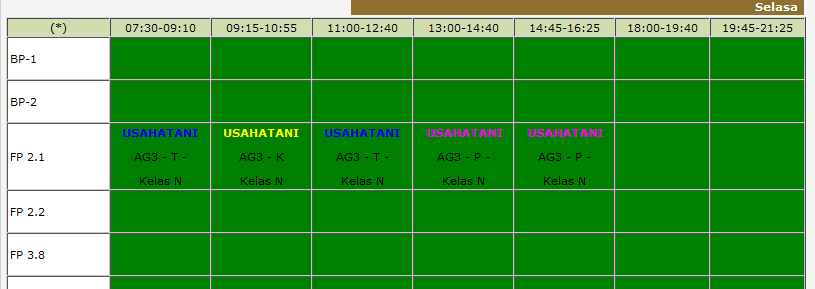 Selasa
(*) 07:30-09:10 09:15-10:55 11:00-12:40 13:00-14:40 14:45-16:25 18:00-19:40 19:45-21:25
BP-1
BP-2
FP 2.1
USAHATANI USAHATANI USAHATANI USAHATANI USAHATANI
AG3 - T - AG3 - K AG3 - T - AG3 - P - AG3 - P -
Kelas N Kelas N Kelas N Kelas N Kelas N
FP 2.2
FP 3.8